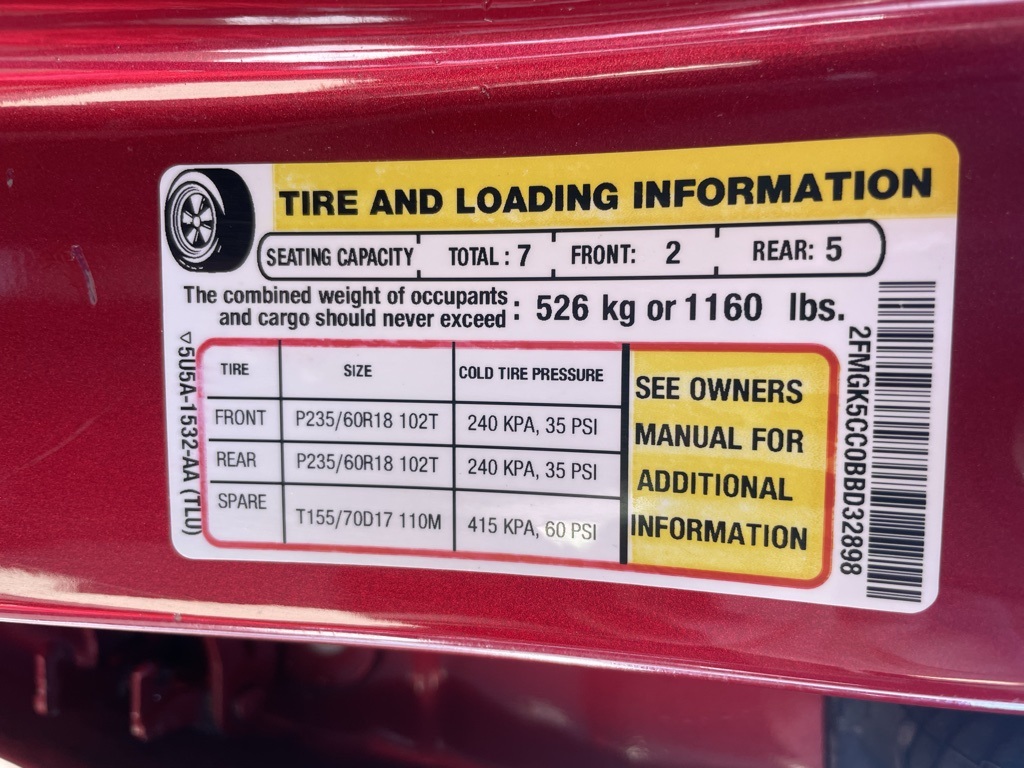 TIRE AND LOADING INFORMATION
SEATING CAPACITY TOTAL: 7 FRONT: 2 REAR: 5
The combined weight of occupants
and cargo should never exceed : 526 kg or 1160 lbs.
TIRE SIZE COLD TIRE PRESSURE
FRONT P235/60R18 102T 240 KPA, 35 PSI
REAR P235/60R18 102T 240 KPA, 35 PSI
SPARE T155/70D17 110M 415 KPA, 60 PSI
SEE OWNERS
MANUAL FOR
ADDITIONAL
INFORMATION
5U5A-1532-AA (TLU)
2FMGK5CC0BBD32898